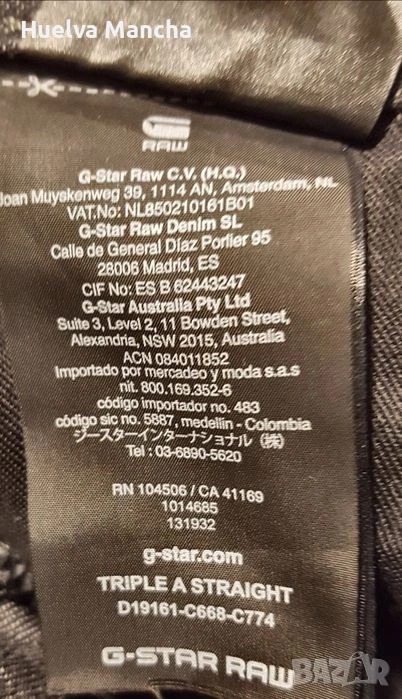 Huelva Mancha
RAW
G-Star Raw C.V. (H.Q.)
Joan Muyskenweg 39, 1114 AN, Amsterdam, NL
VAT.No: NL850210161B01
G-Star Raw Denim SL
Calle de General Díaz Porlier 95
28006 Madrid, ES
CIF No: ES B 62443247
G-Star Australia Pty Ltd
Suite 3, Level 2, 11 Bowden Street,
Alexandria, NSW 2015, Australia
ACN 084011852
Importado por mercadeo y moda s.a.s
nit. 800.169.352-6
código importador no. 483
código sic no. 5887, medellin - Colombia
ジースターインターナショナル (株)
Tel : 03-6890-5620
RN 104506 / CA 41169
1014685
131932
g-star.com
TRIPLE A STRAIGHT
D19161-C668-C774
G-STAR RAW
BAZAR